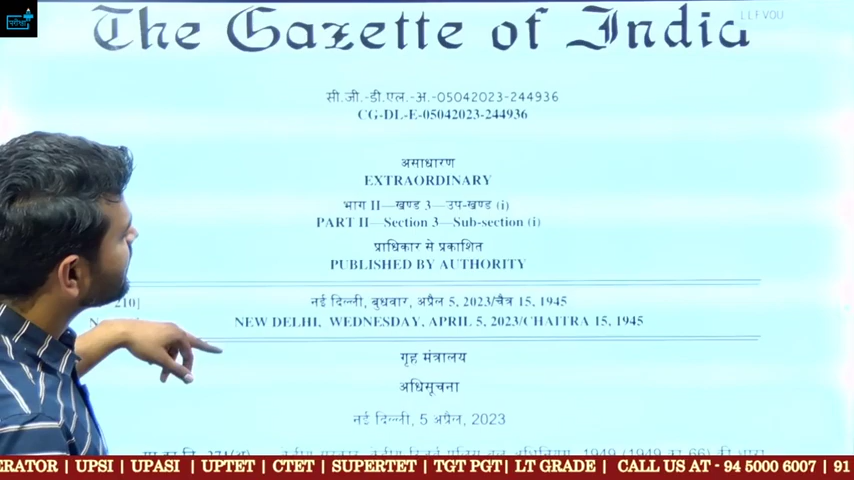 परीक्षा
The Gazette of India
सी.जी.-डी.एल.-अ.-05042023-244936
CG-DL-E-05042023-244936
असाधारण
EXTRAORDINARY
भाग II—खण्ड 3—उप-खण्ड (i)
PART II—Section 3—Sub-section (i)
प्राधिकार से प्रकाशित
PUBLISHED BY AUTHORITY
210]
नई दिल्ली, बुधवार, अप्रैल 5, 2023/चैत्र 15, 1945
NEW DELHI, WEDNESDAY, APRIL 5, 2023/CHAITRA 15, 1945
गृह मंत्रालय
अधिसूचना
नई दिल्ली, 5 अप्रैल, 2023
ERATOR | UPSI | UPASI | UPTET | CTET | SUPERTET | TGT PGT| LT GRADE | CALL US AT - 94 5000 6007 | 91